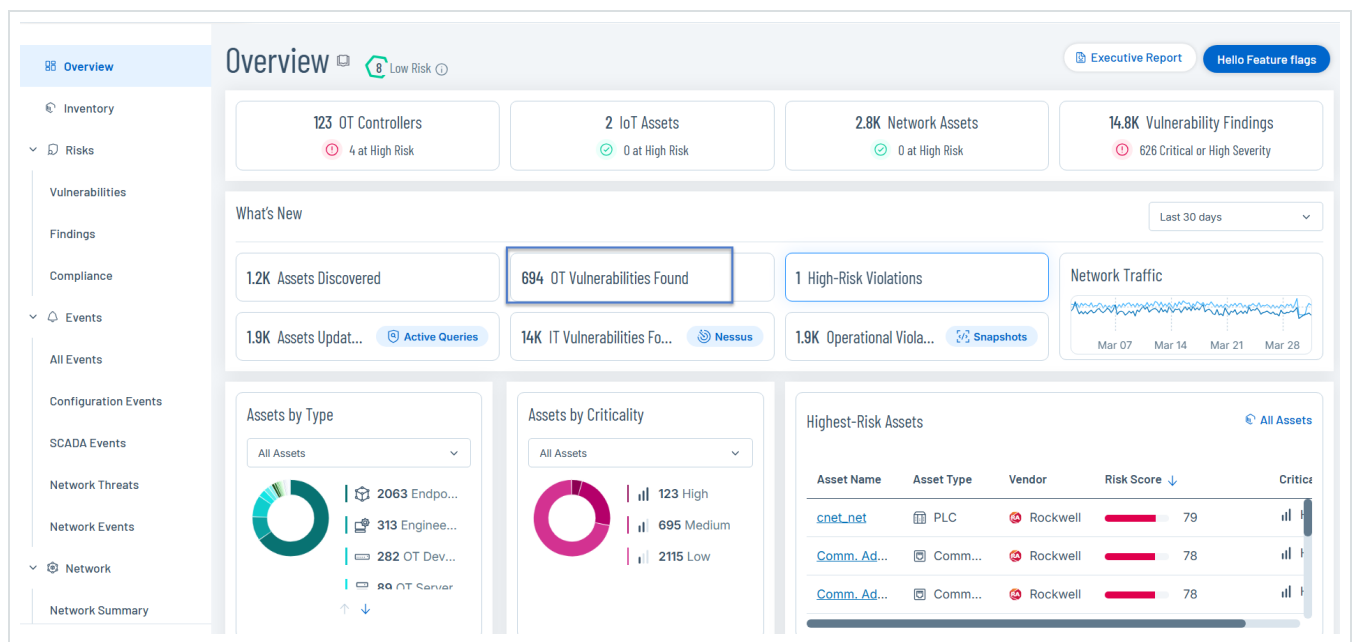 Overview
Inventory
Risks
Vulnerabilities
Findings
Compliance
Events
All Events
Configuration Events
SCADA Events
Network Threats
Network Events
Network
Network Summary
Overview
8 Low Risk
Executive Report
Hello Feature flags
123 OT Controllers
4 at High Risk
2 IoT Assets
0 at High Risk
2.8K Network Assets
0 at High Risk
14.8K Vulnerability Findings
626 Critical or High Severity
What's New
Last 30 days
1.2K Assets Discovered
694 OT Vulnerabilities Found
1 High-Risk Violations
1.9K Assets Updat...
Active Queries
14K IT Vulnerabilities Fo...
Nessus
1.9K Operational Viola...
Snapshots
Network Traffic
Mar 07 Mar 14 Mar 21 Mar 28
Assets by Type
All Assets
2063 Endpo...
313 Enginee...
282 OT Dev...
89 OT Server
Assets by Criticality
All Assets
123 High
695 Medium
2115 Low
Highest-Risk Assets
All Assets
Asset Name Asset Type Vendor Risk Score Critica
cnet_net PLC Rockwell 79 H
Comm. Ad... Comm... Rockwell 78 H
Comm. Ad... Comm... Rockwell 78 H